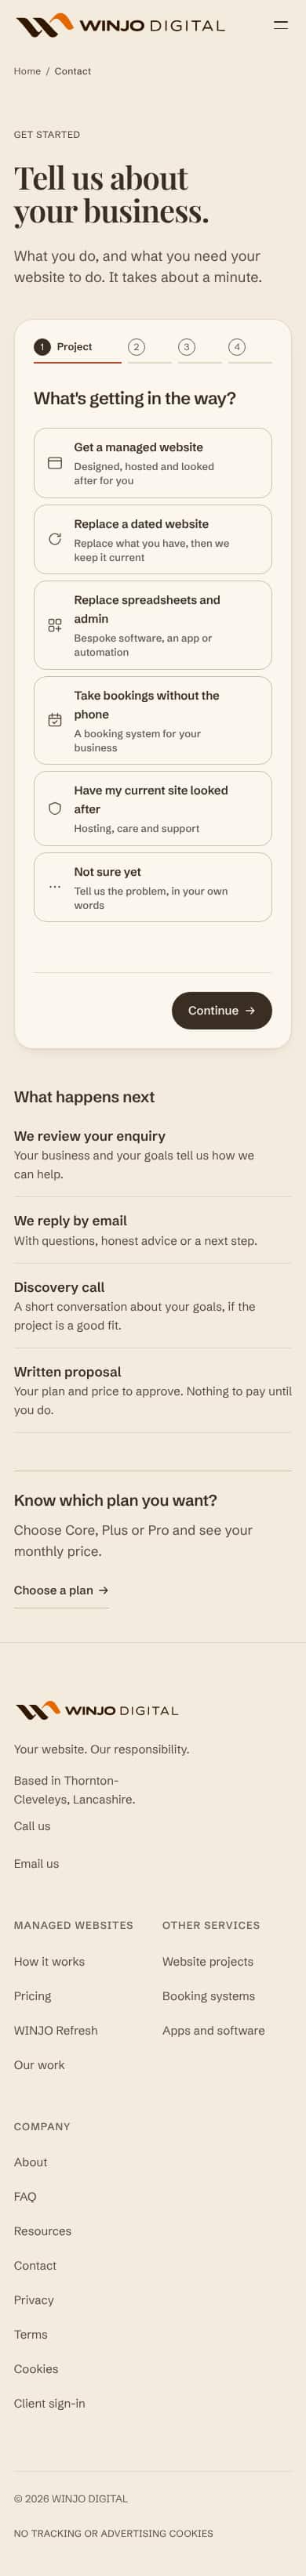 WINJO DIGITAL
Home / Contact
GET STARTED
Tell us about
your business.
What you do, and what you need your
website to do. It takes about a minute.
1 Project 2 3 4
What's getting in the way?
Get a managed website
Designed, hosted and looked
after for you
Replace a dated website
Replace what you have, then we
keep it current
Replace spreadsheets and
admin
Bespoke software, an app or
automation
Take bookings without the
phone
A booking system for your
business
Have my current site looked
after
Hosting, care and support
Not sure yet
Tell us the problem, in your own
words
Continue →
What happens next
We review your enquiry
Your business and your goals tell us how we
can help.
We reply by email
With questions, honest advice or a next step.
Discovery call
A short conversation about your goals, if the
project is a good fit.
Written proposal
Your plan and price to approve. Nothing to pay until
you do.
Know which plan you want?
Choose Core, Plus or Pro and see your
monthly price.
Choose a plan →
WINJO DIGITAL
Your website. Our responsibility.
Based in Thornton-
Cleveleys, Lancashire.
Call us
Email us
MANAGED WEBSITES
How it works
Pricing
WINJO Refresh
Our work
OTHER SERVICES
Website projects
Booking systems
Apps and software
COMPANY
About
FAQ
Resources
Contact
Privacy
Terms
Cookies
Client sign-in
© 2026 WINJO DIGITAL
NO TRACKING OR ADVERTISING COOKIES